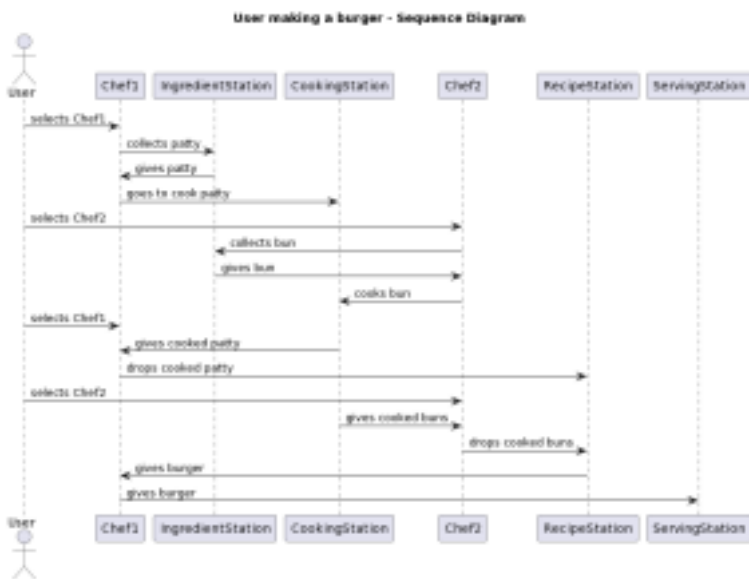 User making a burger - Sequence Diagram
User
Chef1 IngredientStation CookingStation Chef2 RecipeStation ServingStation
selects Chef1
collects patty
gives patty
goes to cook patty
selects Chef2
collects bun
gives bun
cooks bun
selects Chef1
gives cooked patty
drops cooked patty
selects Chef2
gives cooked buns
drops cooked buns
gives burger
gives burger
User
Chef1 IngredientStation CookingStation Chef2 RecipeStation ServingStation